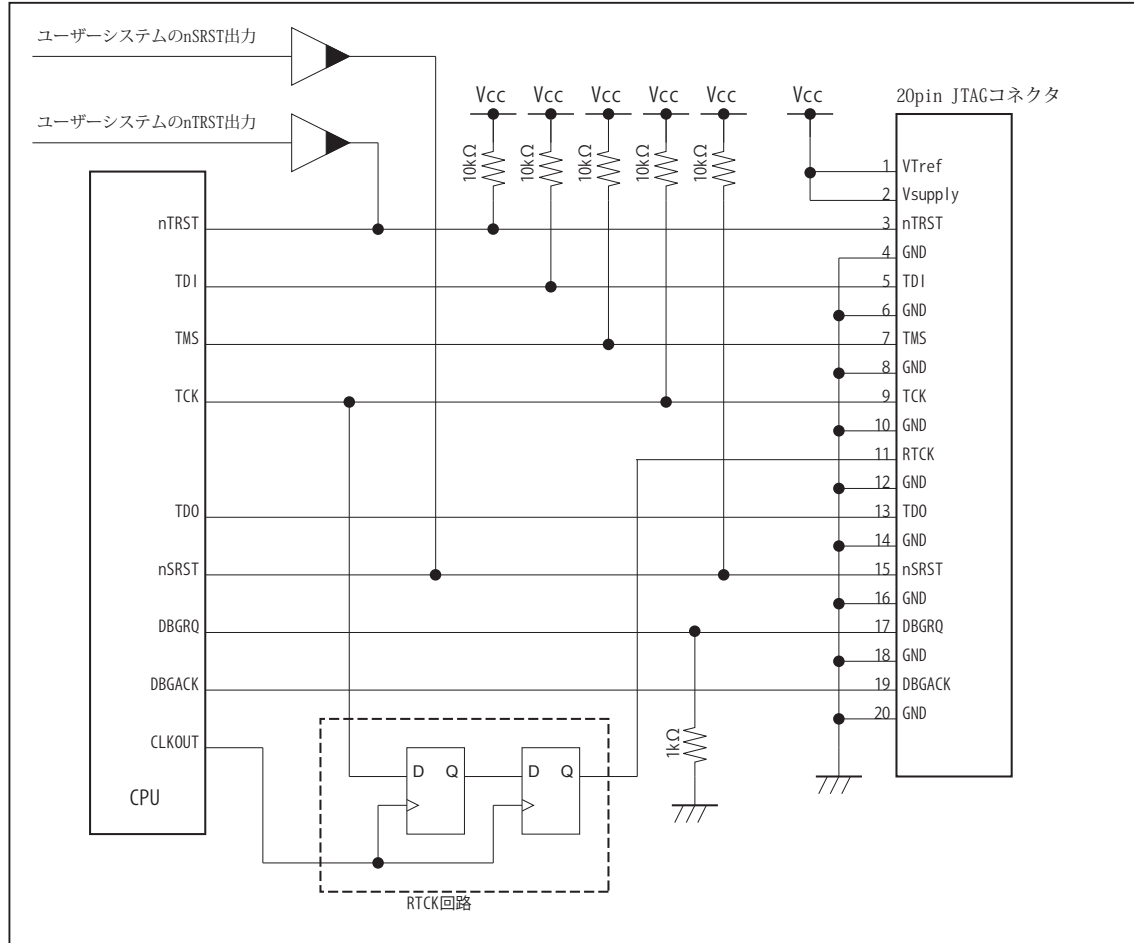 ユーザーシステムのnSRST出力
ユーザーシステムのnTRST出力
Vcc Vcc Vcc Vcc Vcc Vcc
20pin JTAGコネクタ
10kΩ 10kΩ 10kΩ 10kΩ 10kΩ
1 VTref
2 Vsupply
nTRST 3 nTRST
4 GND
TDI 5 TDI
6 GND
TMS 7 TMS
8 GND
TCK 9 TCK
10 GND
11 RTCK
12 GND
TDO 13 TDO
14 GND
nSRST 15 nSRST
16 GND
DBGRQ 17 DBGRQ
18 GND
DBGACK 19 DBGACK
20 GND
CLKOUT
1kΩ
D Q D Q
CPU
RTCK回路